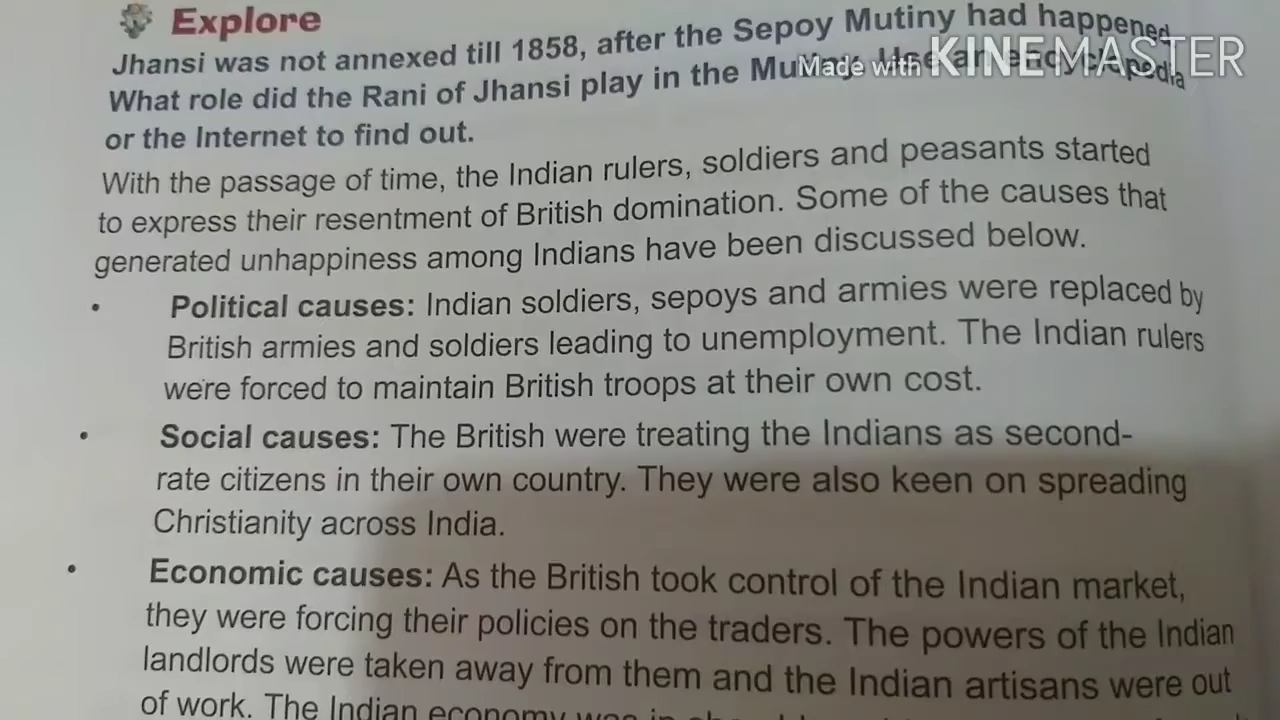 Explore
Jhansi was not annexed till 1858, after the Sepoy Mutiny had happened
What role did the Rani of Jhansi play in the
or the Internet to find out.
Made with KINEMASTER
With the passage of time, the Indian rulers, soldiers and peasants started
to express their resentment of British domination. Some of the causes that
generated unhappiness among Indians have been discussed below.
• Political causes: Indian soldiers, sepoys and armies were replaced by
British armies and soldiers leading to unemployment. The Indian rulers
were forced to maintain British troops at their own cost.
• Social causes: The British were treating the Indians as second-
rate citizens in their own country. They were also keen on spreading
Christianity across India.
• Economic causes: As the British took control of the Indian market,
they were forcing their policies on the traders. The powers of the Indian
landlords were taken away from them and the Indian artisans were out
of work. The Indian economy was in